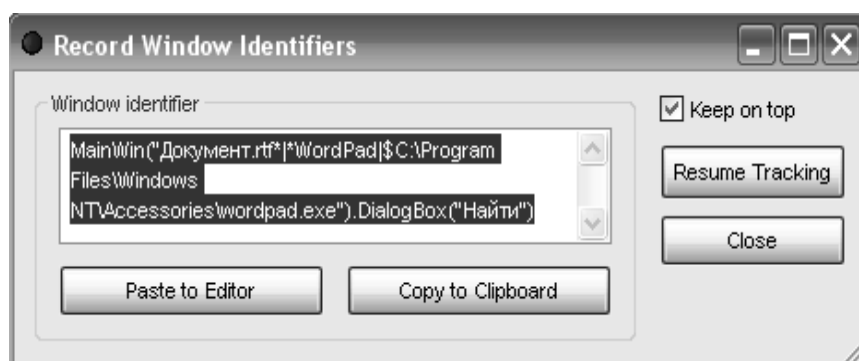 Record Window Identifiers
Window identifier
MainWin("Документ.rtf*|*WordPad|$C:\Program
Files\Windows
NT\Accessories\wordpad.exe").DialogBox("Найти")
Paste to Editor
Copy to Clipboard
Keep on top
Resume Tracking
Close